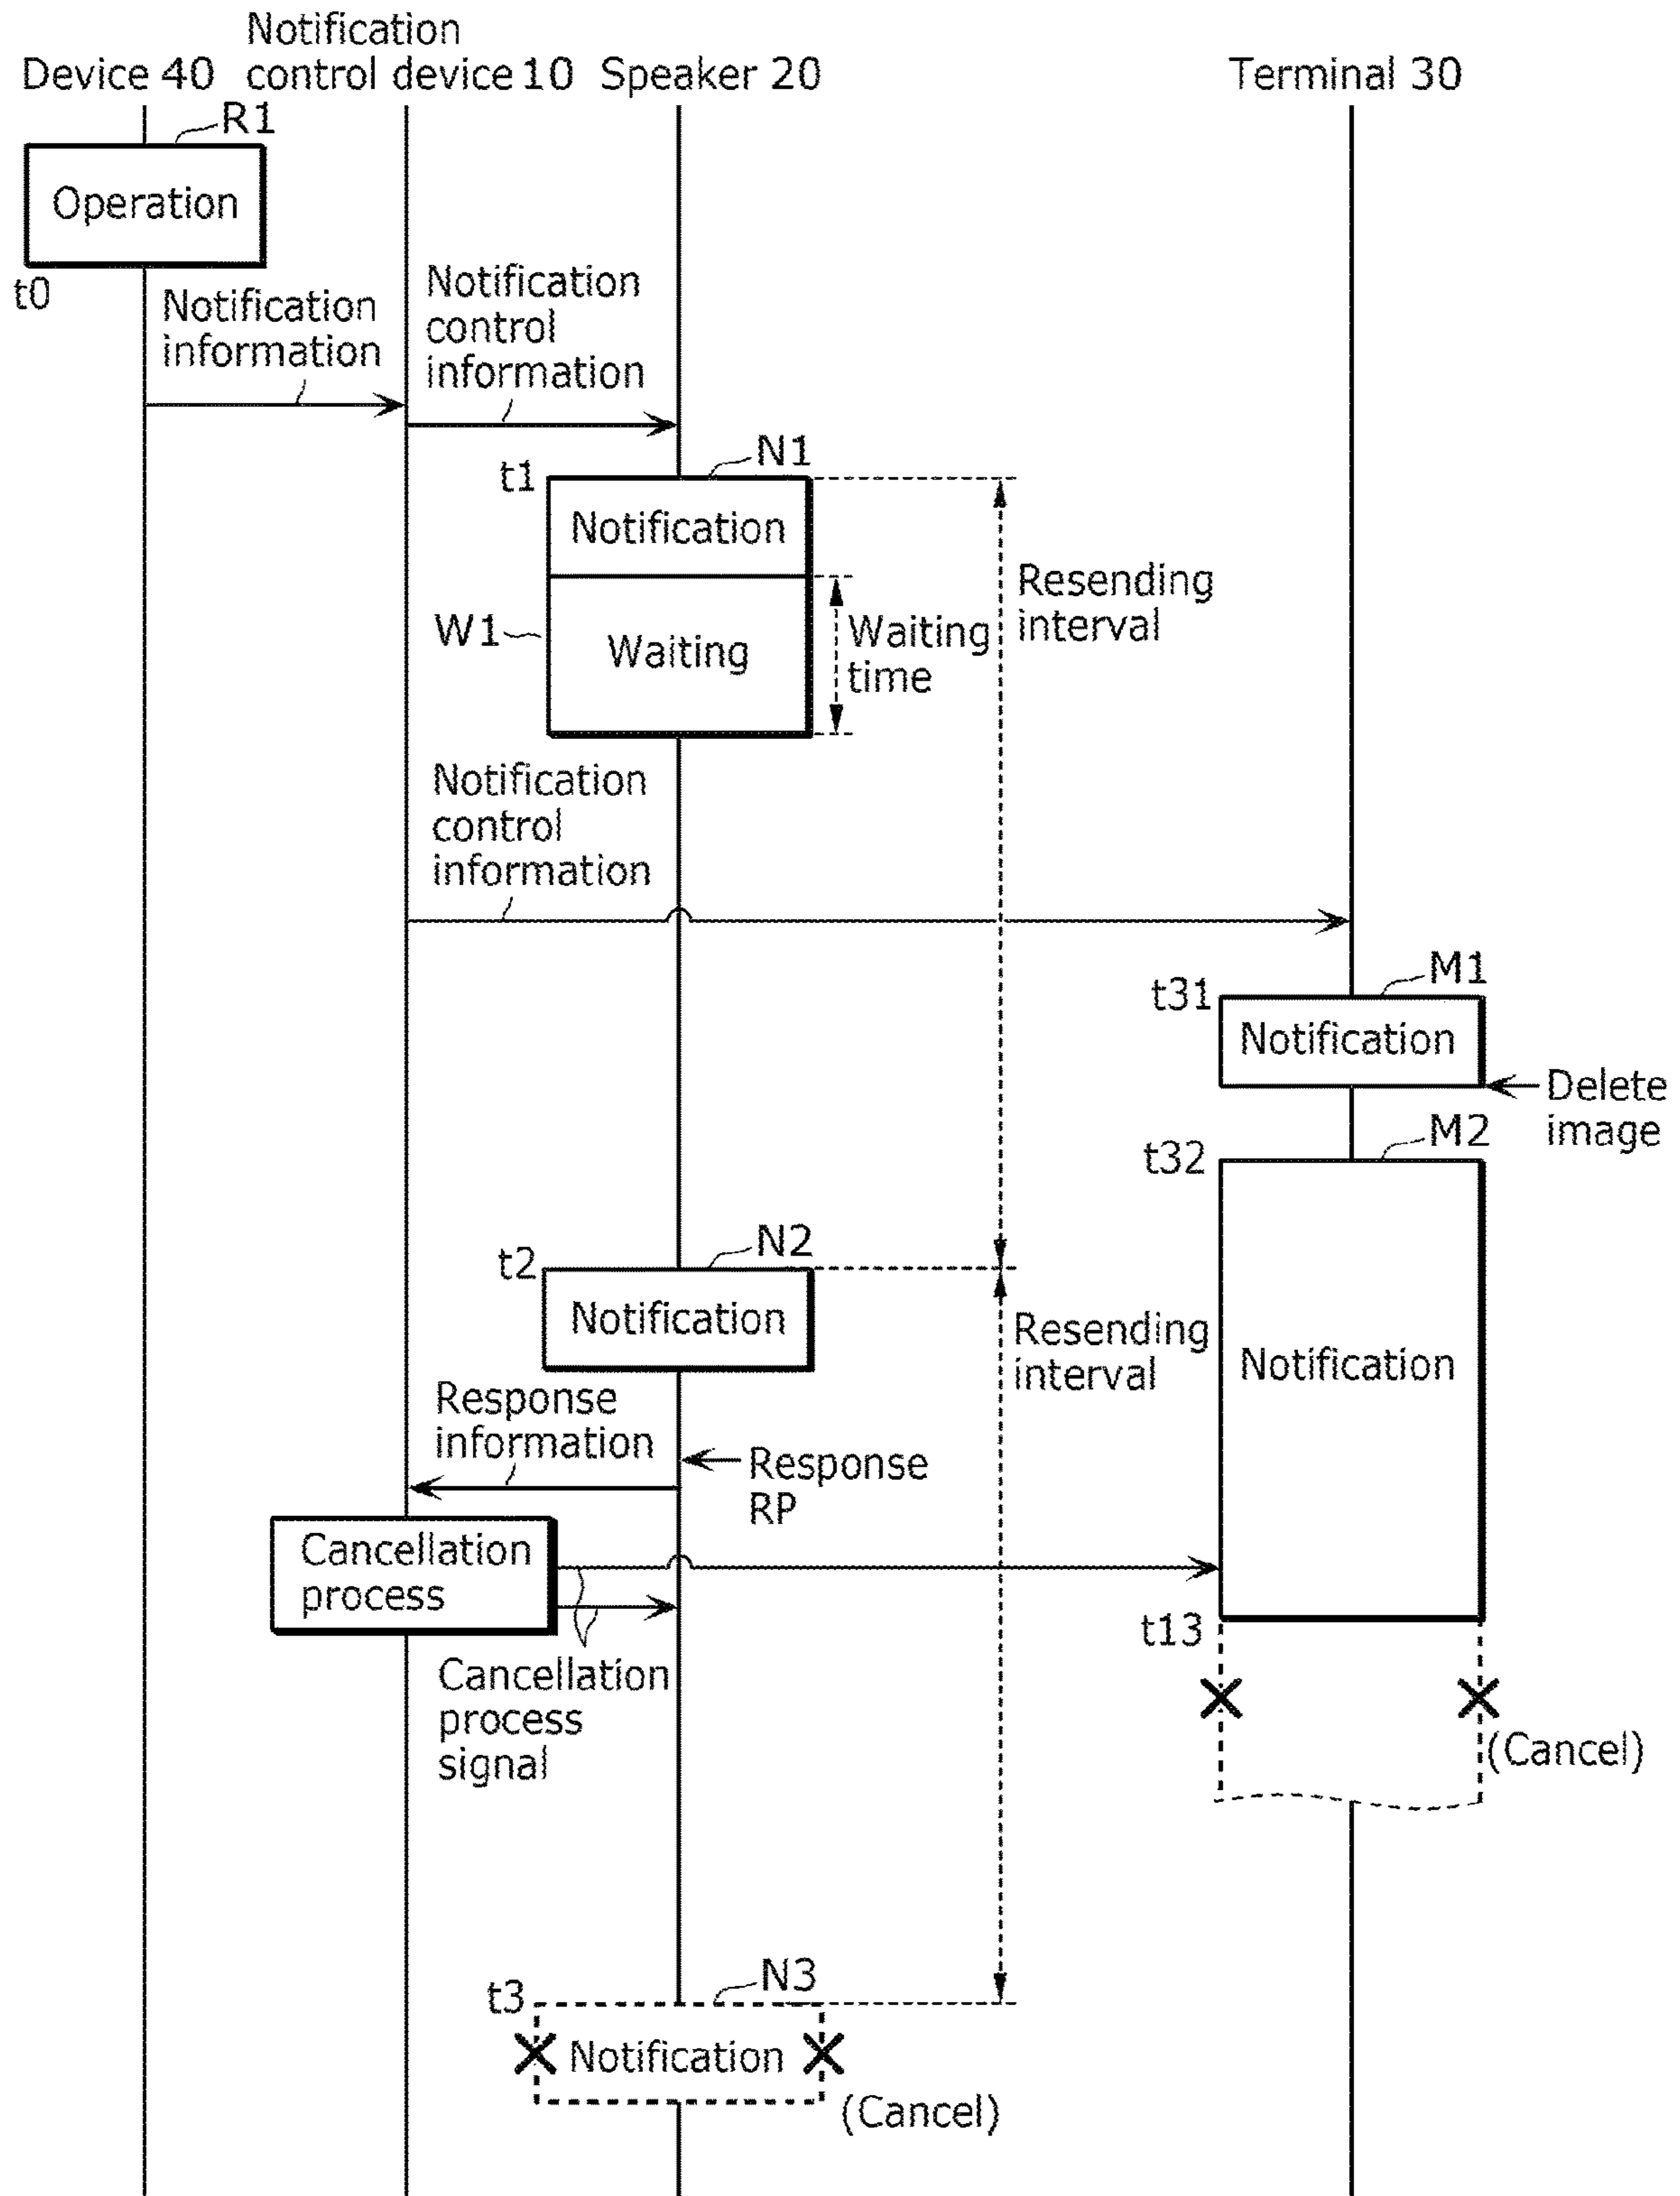 Notification
Device 40 control device 10 Speaker 20 Terminal 30
R1
Operation
t0
Notification
information
Notification
control
information
N1
t1
Notification
Resending
interval
W1
Waiting
Waiting
time
Notification
control
information
M1
t31
Notification
Delete
image
M2
t32
Notification
N2
t2
Notification
Resending
interval
Response
information
Response
RP
Cancellation
process
t13
Cancellation
process
signal
(Cancel)
N3
t3
Notification
(Cancel)